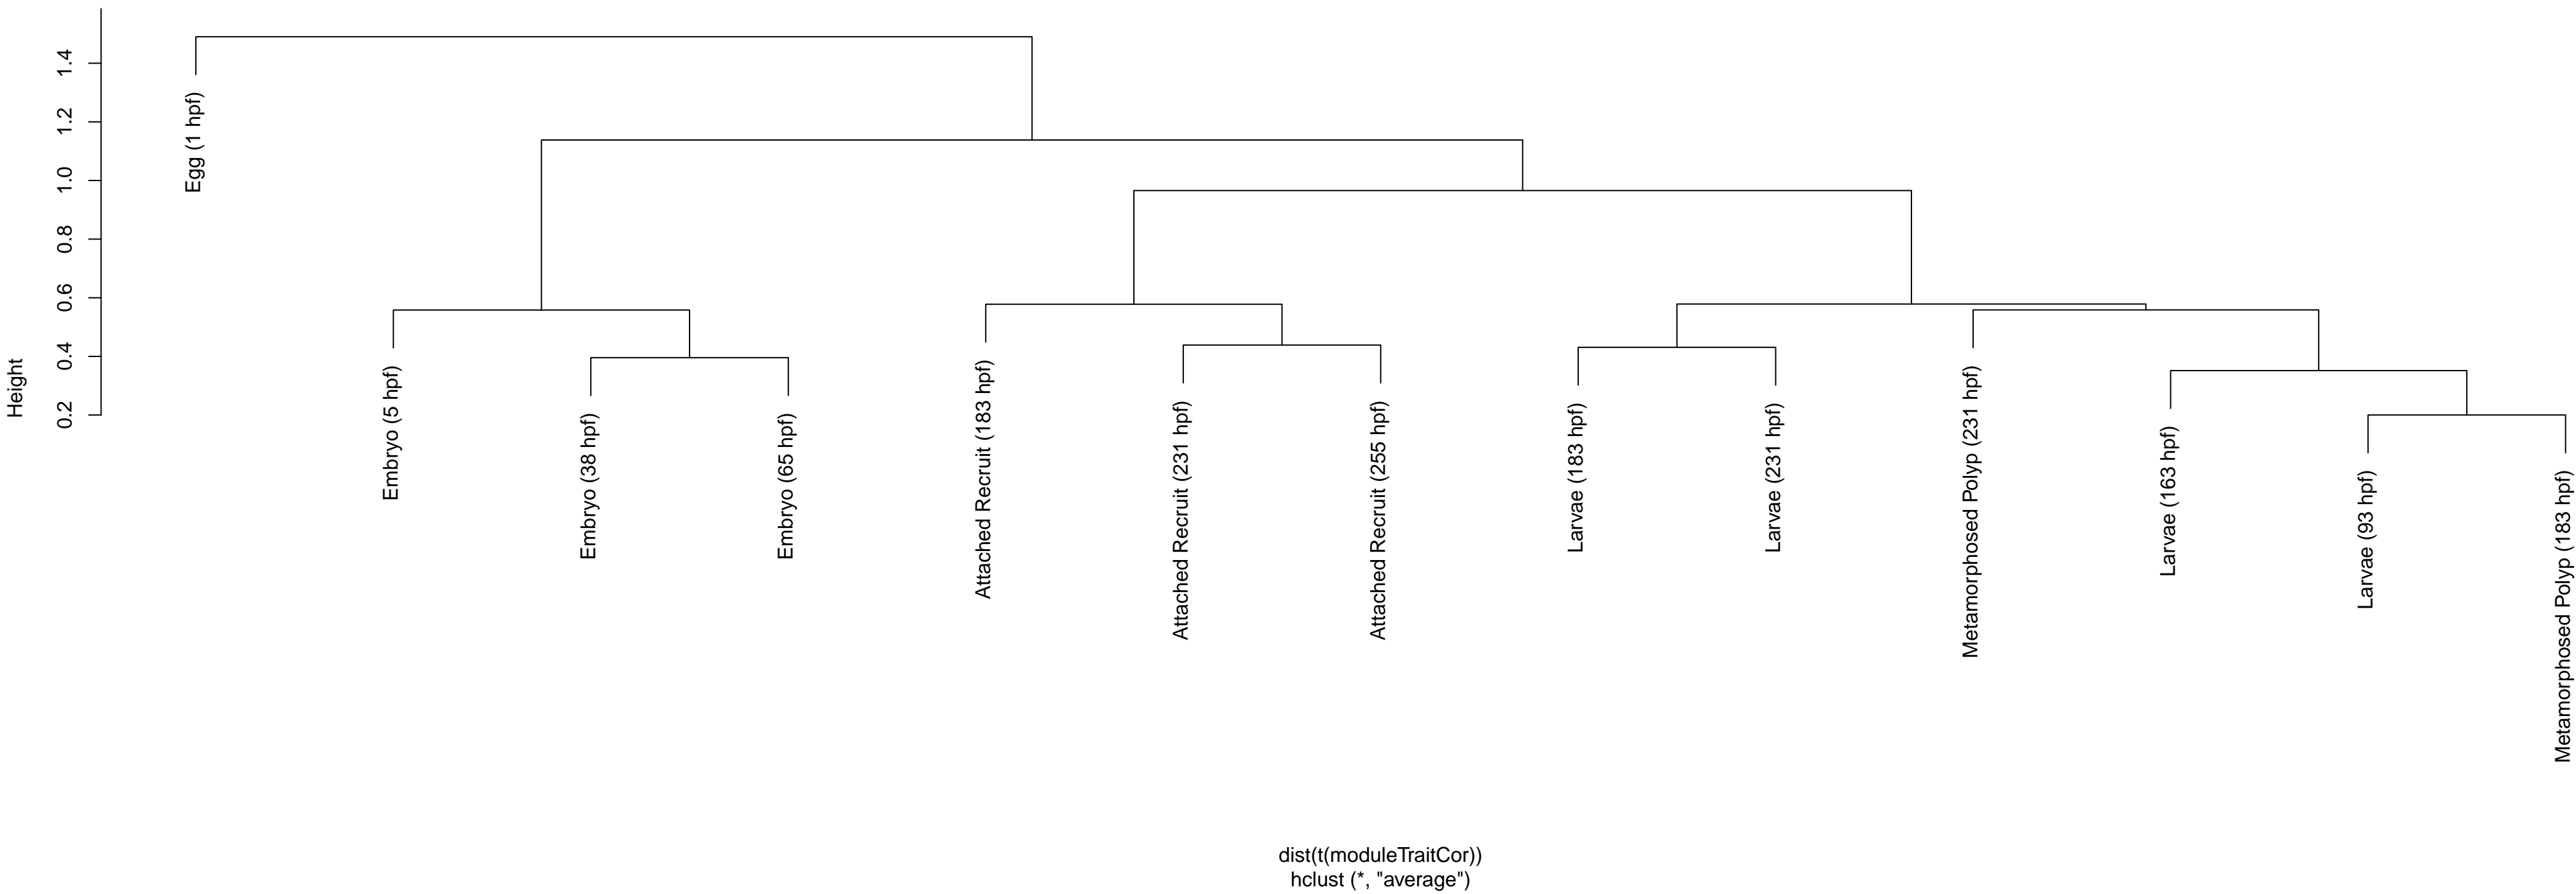 Height
1.4
1.2
1.0
0.8
0.6
0.4
0.2
Egg (1 hpf)
Embryo (5 hpf)
Embryo (38 hpf)
Embryo (65 hpf)
Attached Recruit (183 hpf)
Attached Recruit (231 hpf)
Attached Recruit (255 hpf)
Larvae (183 hpf)
Larvae (231 hpf)
Metamorphosed Polyp (231 hpf)
Larvae (163 hpf)
Larvae (93 hpf)
Metamorphosed Polyp (183 hpf)
dist(t(moduleTraitCor))
hclust (*, "average")